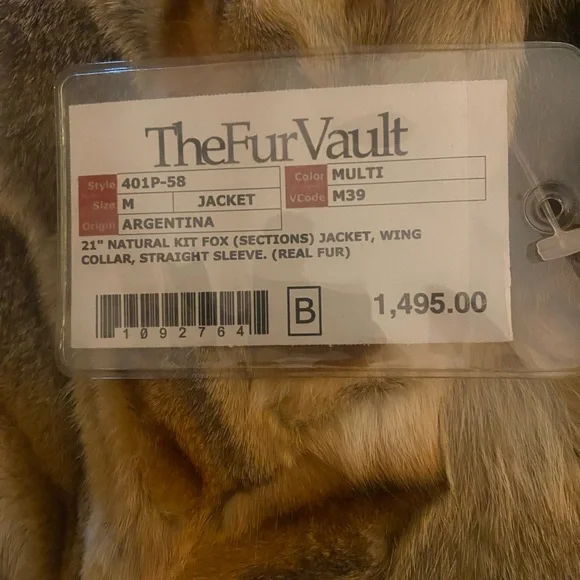 TheFurVault
Style 401P-58 Color MULTI
Size M JACKET VCode M39
Origin ARGENTINA
21" NATURAL KIT FOX (SECTIONS) JACKET, WING
COLLAR, STRAIGHT SLEEVE. (REAL FUR)
1092764 B 1,495.00